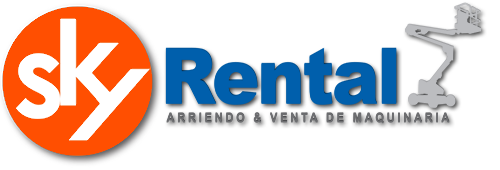 sky
Rental
ARRIENDO & VENTA DE MAQUINARIA